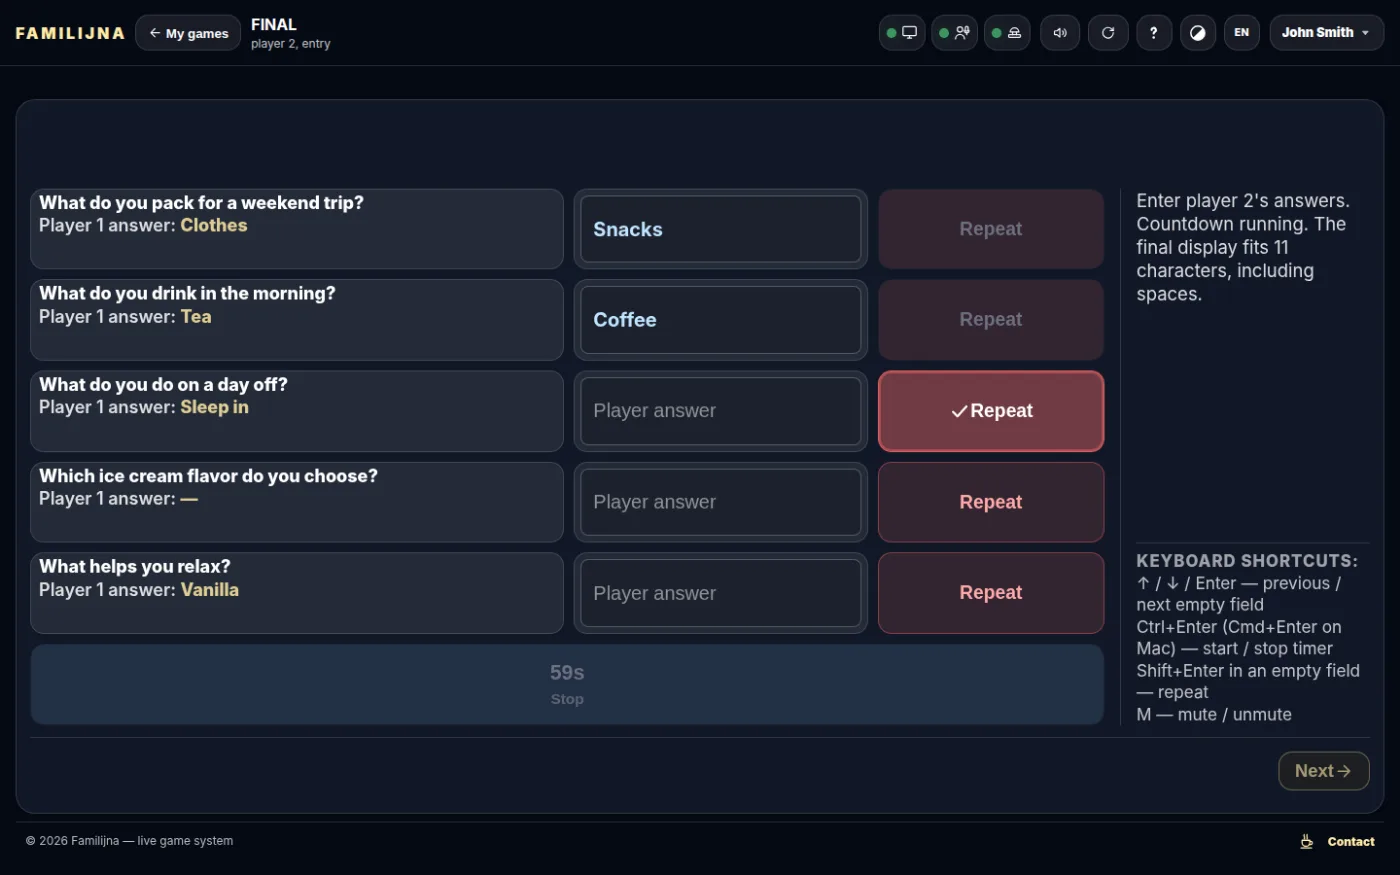 FAMILIJNA
← My games
FINAL
player 2, entry
?
EN
John Smith
What do you pack for a weekend trip?
Player 1 answer: Clothes
Snacks
Repeat
What do you drink in the morning?
Player 1 answer: Tea
Coffee
Repeat
What do you do on a day off?
Player 1 answer: Sleep in
Player answer
✓ Repeat
Which ice cream flavor do you choose?
Player 1 answer: —
Player answer
Repeat
What helps you relax?
Player 1 answer: Vanilla
Player answer
Repeat
59s
Stop
Enter player 2's answers.
Countdown running. The
final display fits 11
characters, including
spaces.
KEYBOARD SHORTCUTS:
↑ / ↓ / Enter — previous /
next empty field
Ctrl+Enter (Cmd+Enter on
Mac) — start / stop timer
Shift+Enter in an empty field
— repeat
M — mute / unmute
Next →
© 2026 Familijna — live game system
Contact